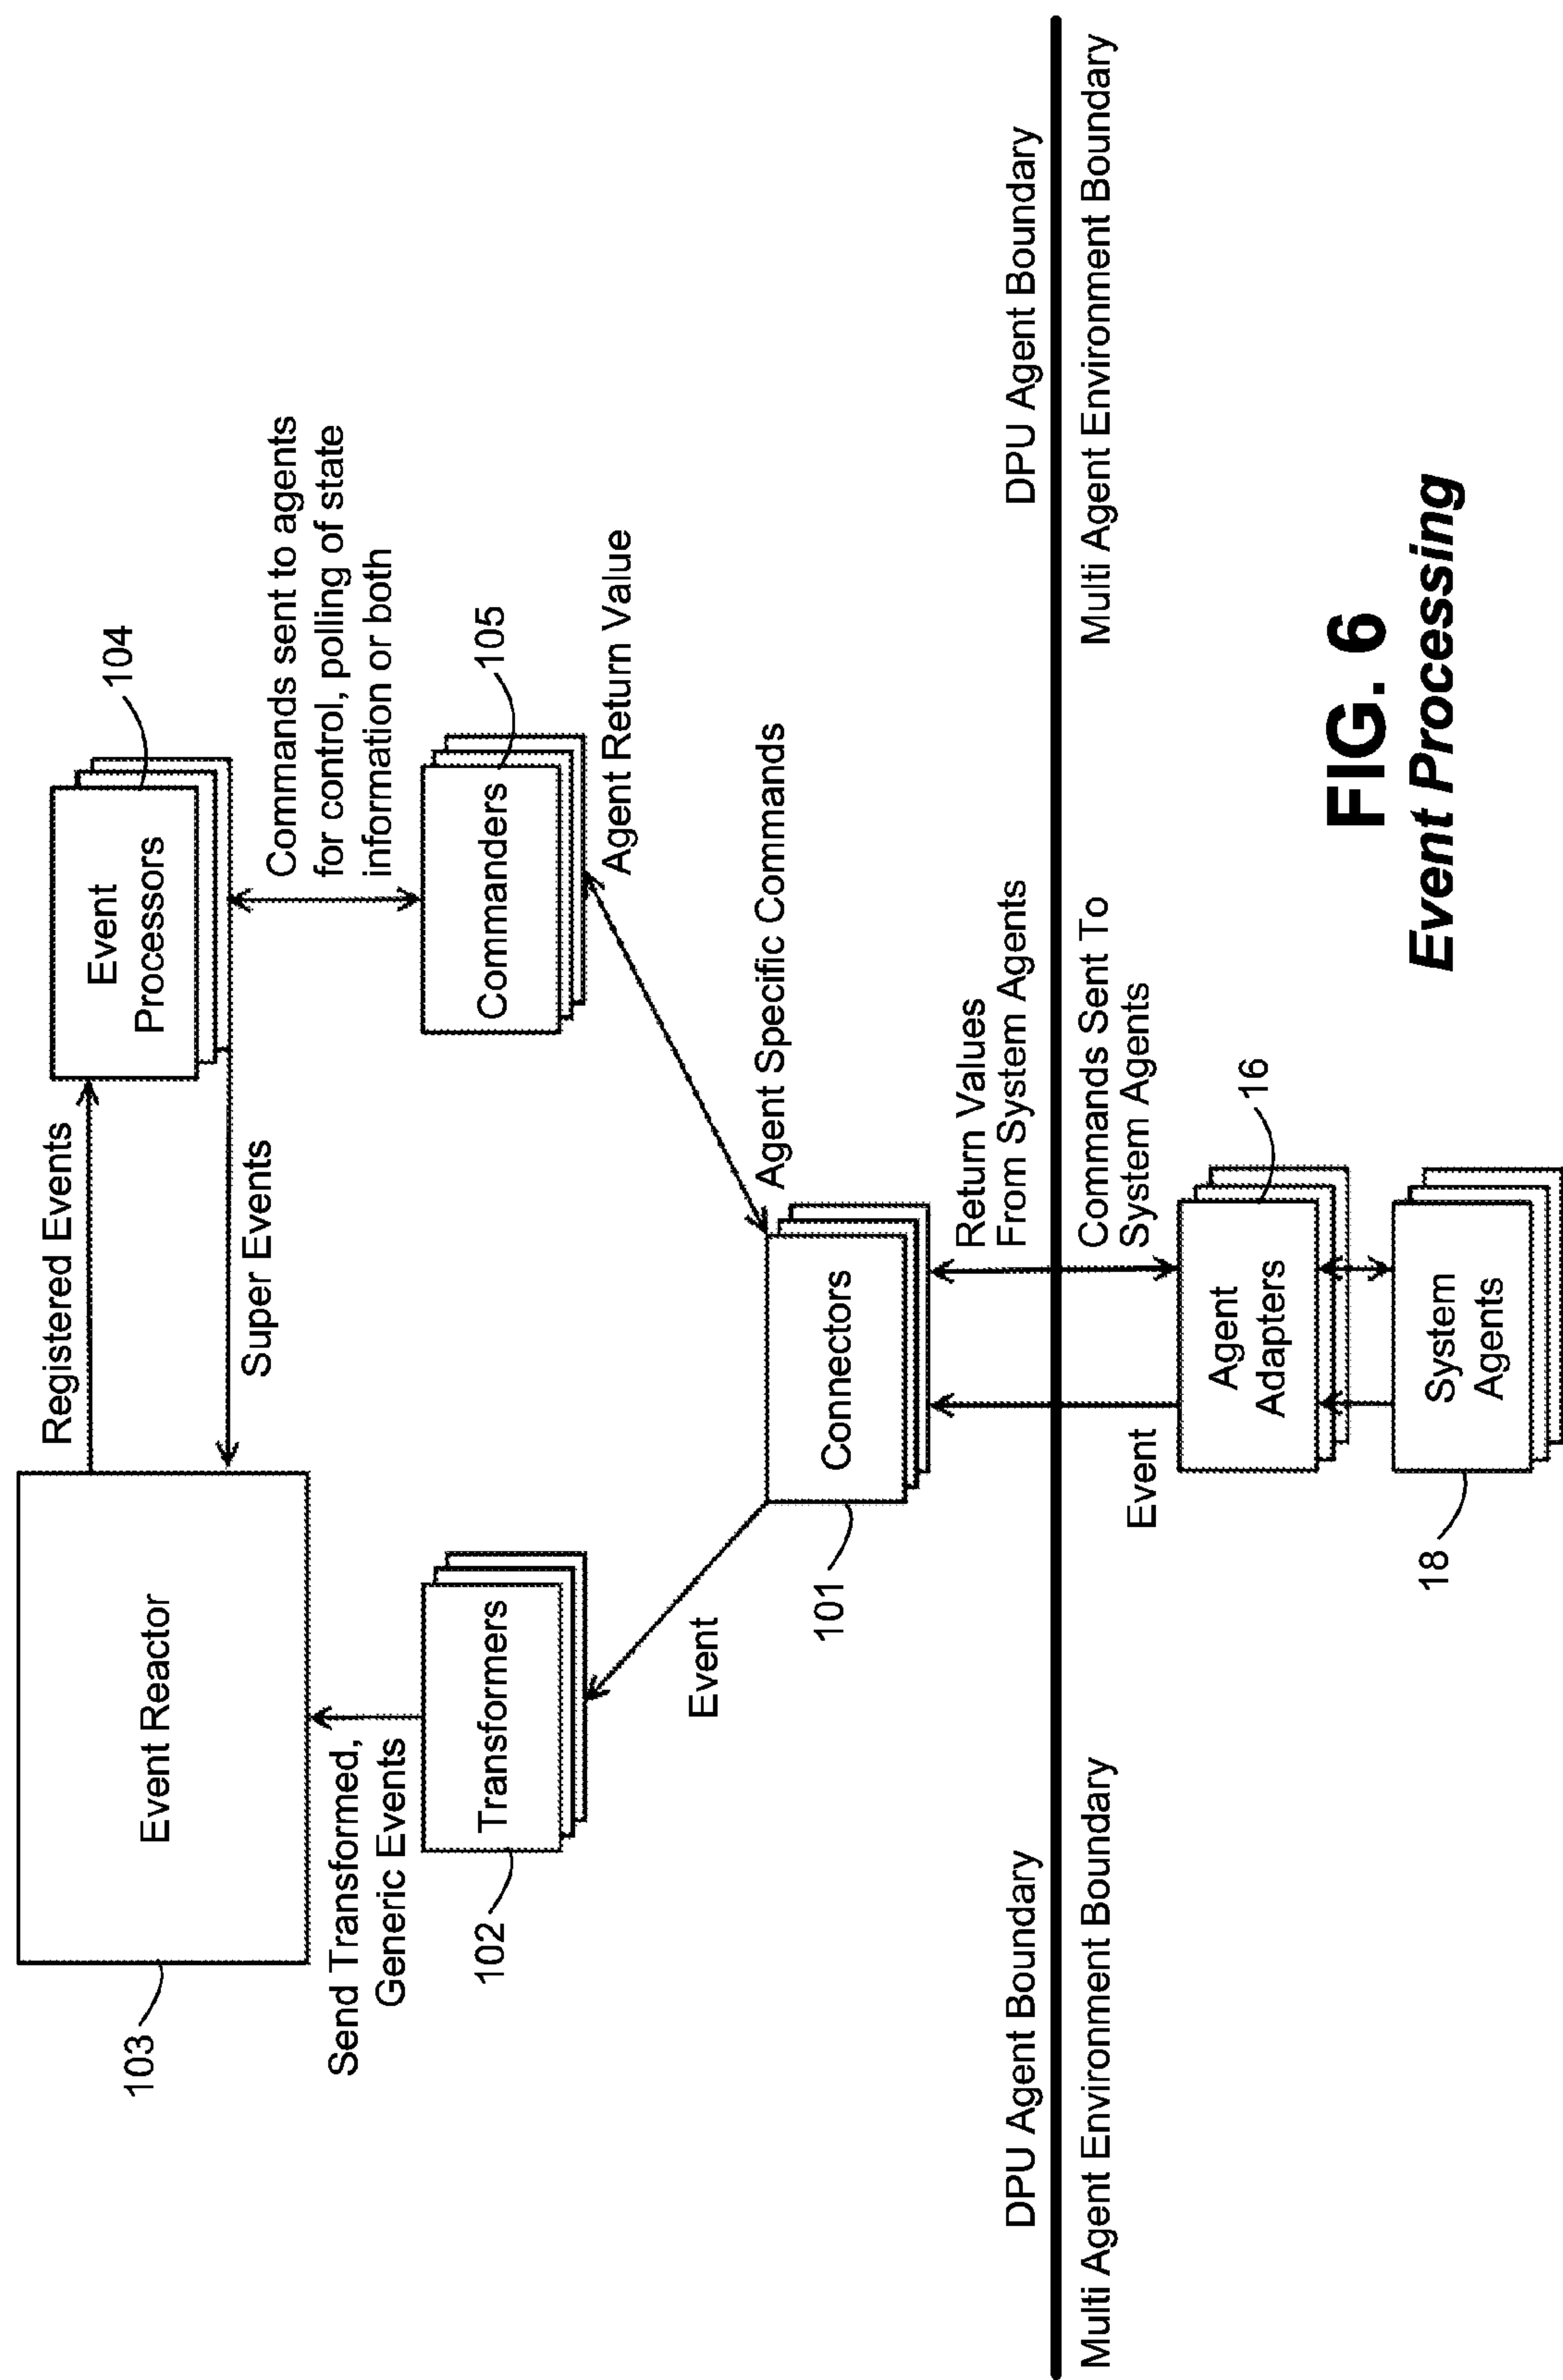 Event Reactor
103
Registered Events
Super Events
Event
Processors
104
Send Transformed,
Generic Events
Commands sent to agents
for control, polling of state
information or both
Transformers
102
Commanders
105
Agent Return Value
Event
Agent Specific Commands
Connectors
101
Return Values
From System Agents
DPU Agent Boundary
DPU Agent Boundary
Multi Agent Environment Boundary
Multi Agent Environment Boundary
Commands Sent To
System Agents
Event
Agent
Adapters
16
System
Agents
18
FIG. 6
Event Processing